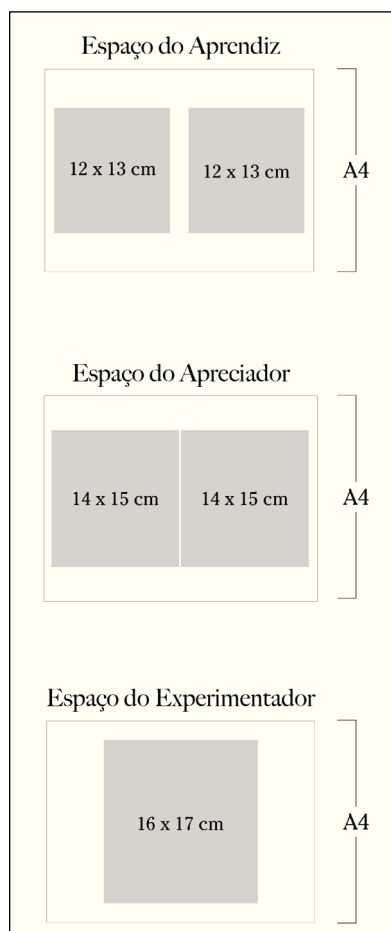 Espaço do Aprendiz
12 x 13 cm
12 x 13 cm
A4
Espaço do Apreciador
14 x 15 cm
14 x 15 cm
A4
Espaço do Experimentador
16 x 17 cm
A4